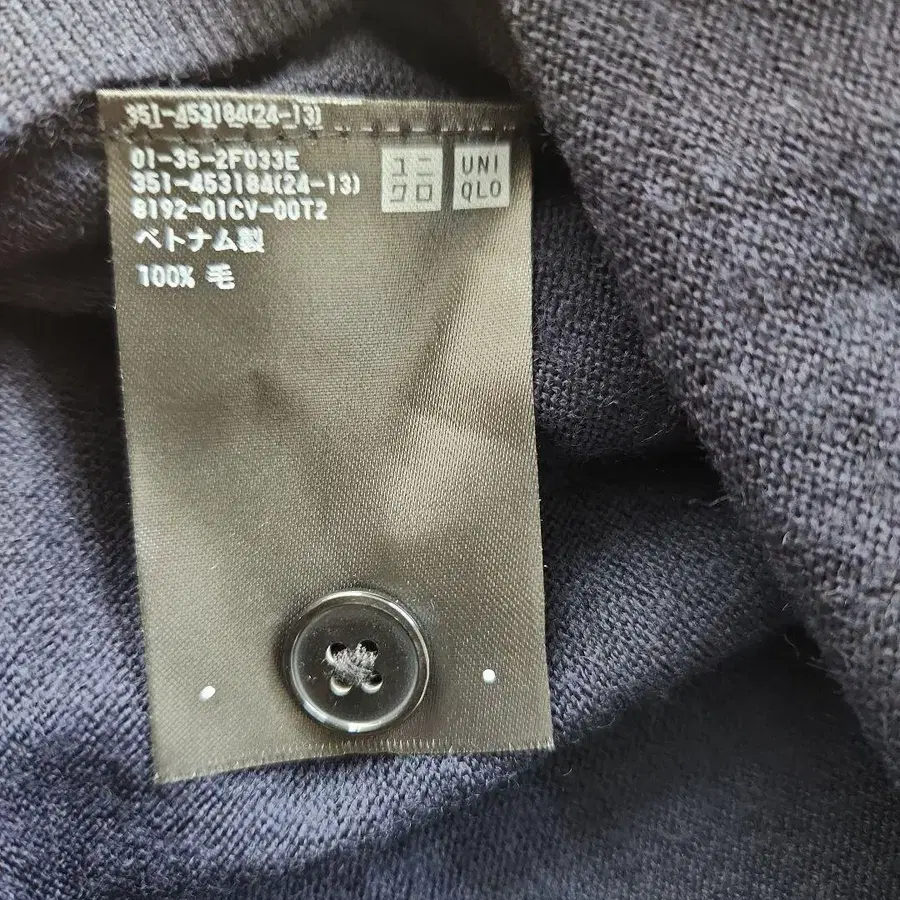 351-453184(24-13)
01-35-2F033E
351-453184(24-13)
8192-01CV-00T2
ベトナム製
100% 毛
ユニ
クロ
UNI
QLO